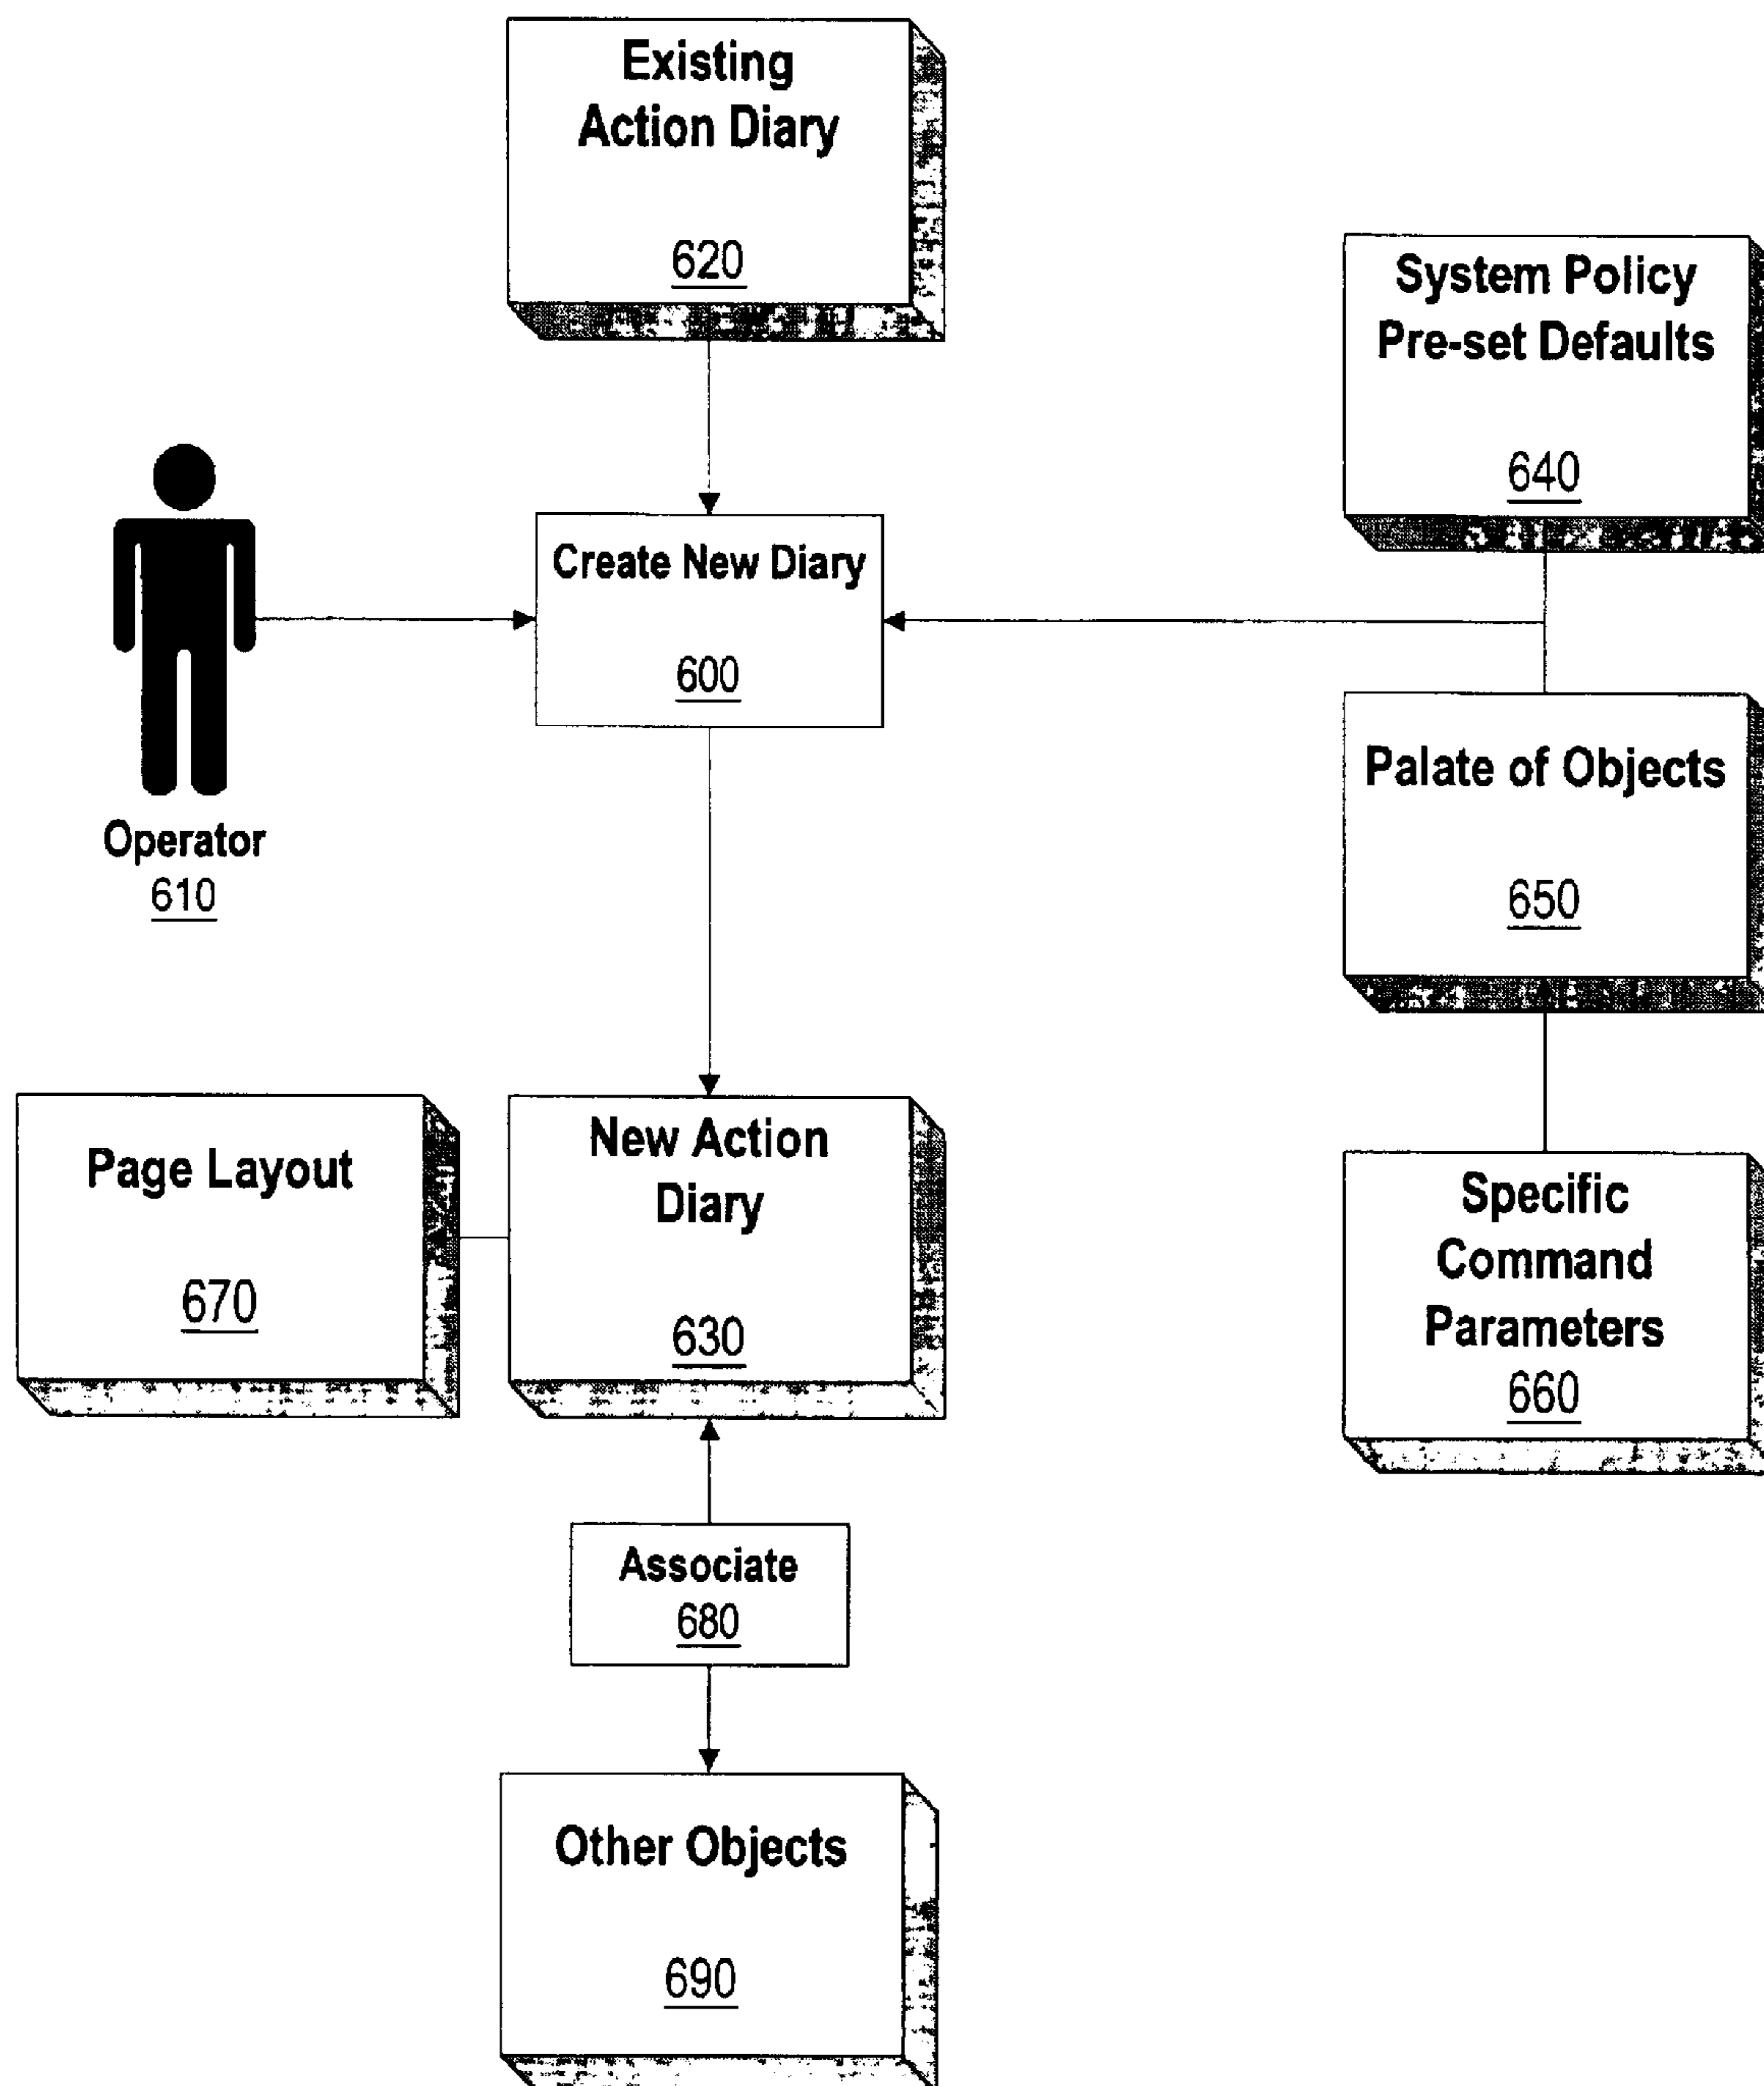 Existing
Action Diary
620
System Policy
Pre-set Defaults
640
Create New Diary
600
Operator
610
Palate of Objects
650
Page Layout
670
New Action
Diary
630
Specific
Command
Parameters
660
Associate
680
Other Objects
690